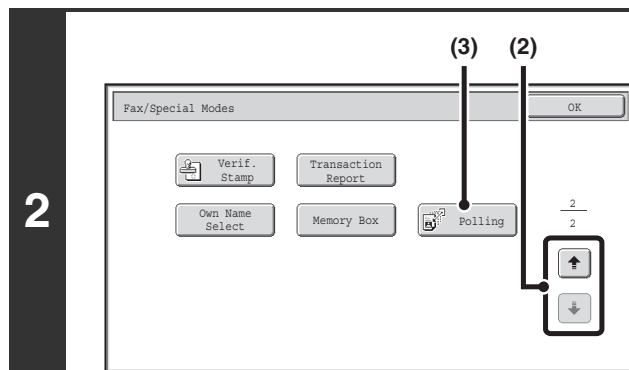 (3) (2)
Fax/Special Modes OK
Verif.
Stamp
Transaction
Report
2
Own Name
Select
Memory Box
Polling
2
2